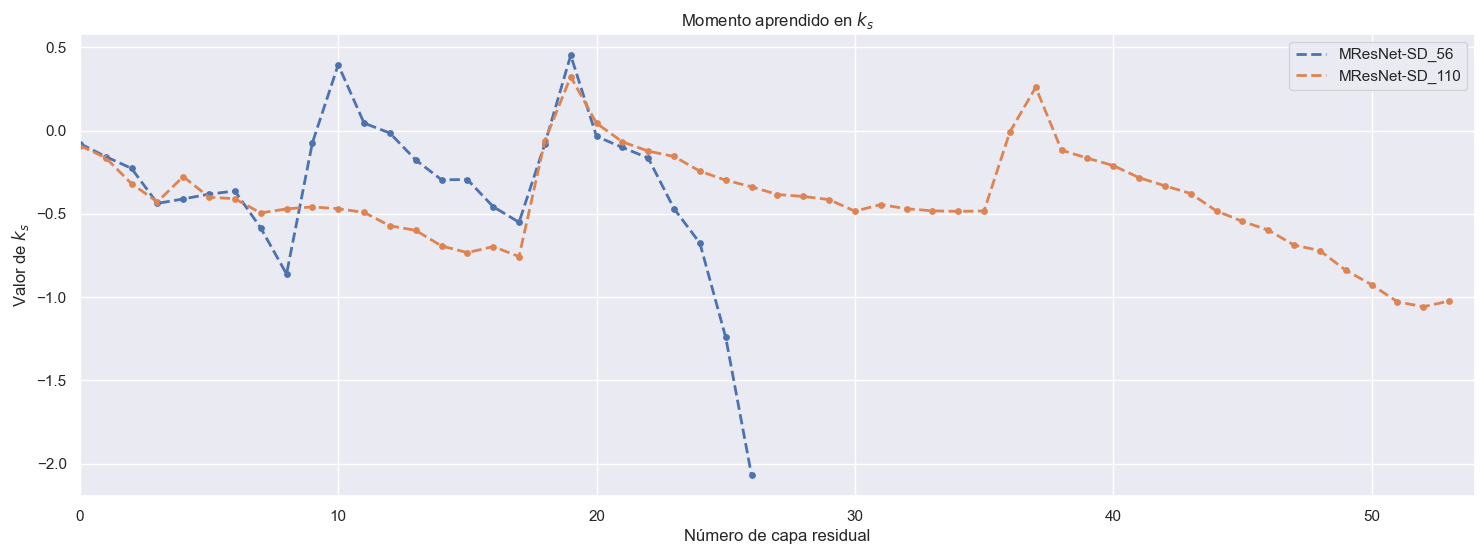 Momento aprendido en k_s
MResNet-SD_56
MResNet-SD_110
Valor de k_s
0.5
0.0
−0.5
−1.0
−1.5
−2.0
0 10 20 30 40 50
Número de capa residual